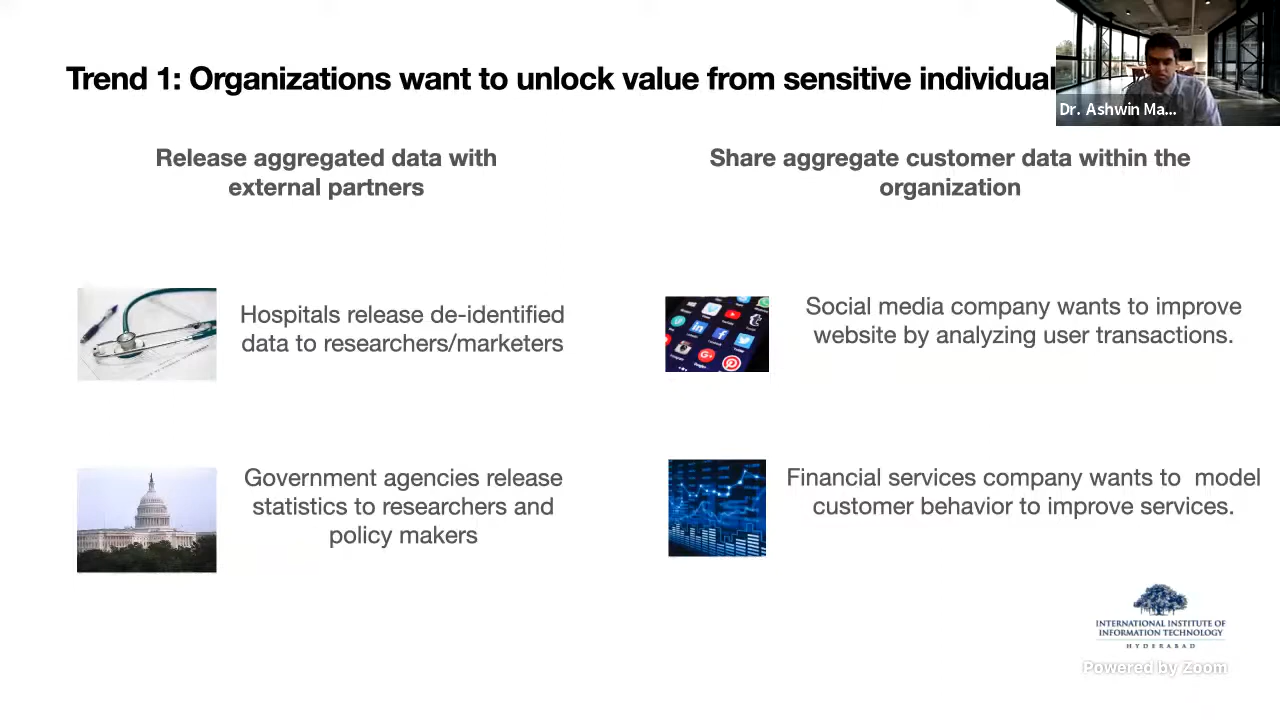 Trend 1: Organizations want to unlock value from sensitive individual
Dr. Ashwin Ma...
Release aggregated data with
external partners
Share aggregate customer data within the
organization
Hospitals release de-identified
data to researchers/marketers
Social media company wants to improve
website by analyzing user transactions.
Government agencies release
statistics to researchers and
policy makers
Financial services company wants to  model
customer behavior to improve services.
INTERNATIONAL INSTITUTE OF
INFORMATION TECHNOLOGY
HYDERABAD
Powered by Zoom